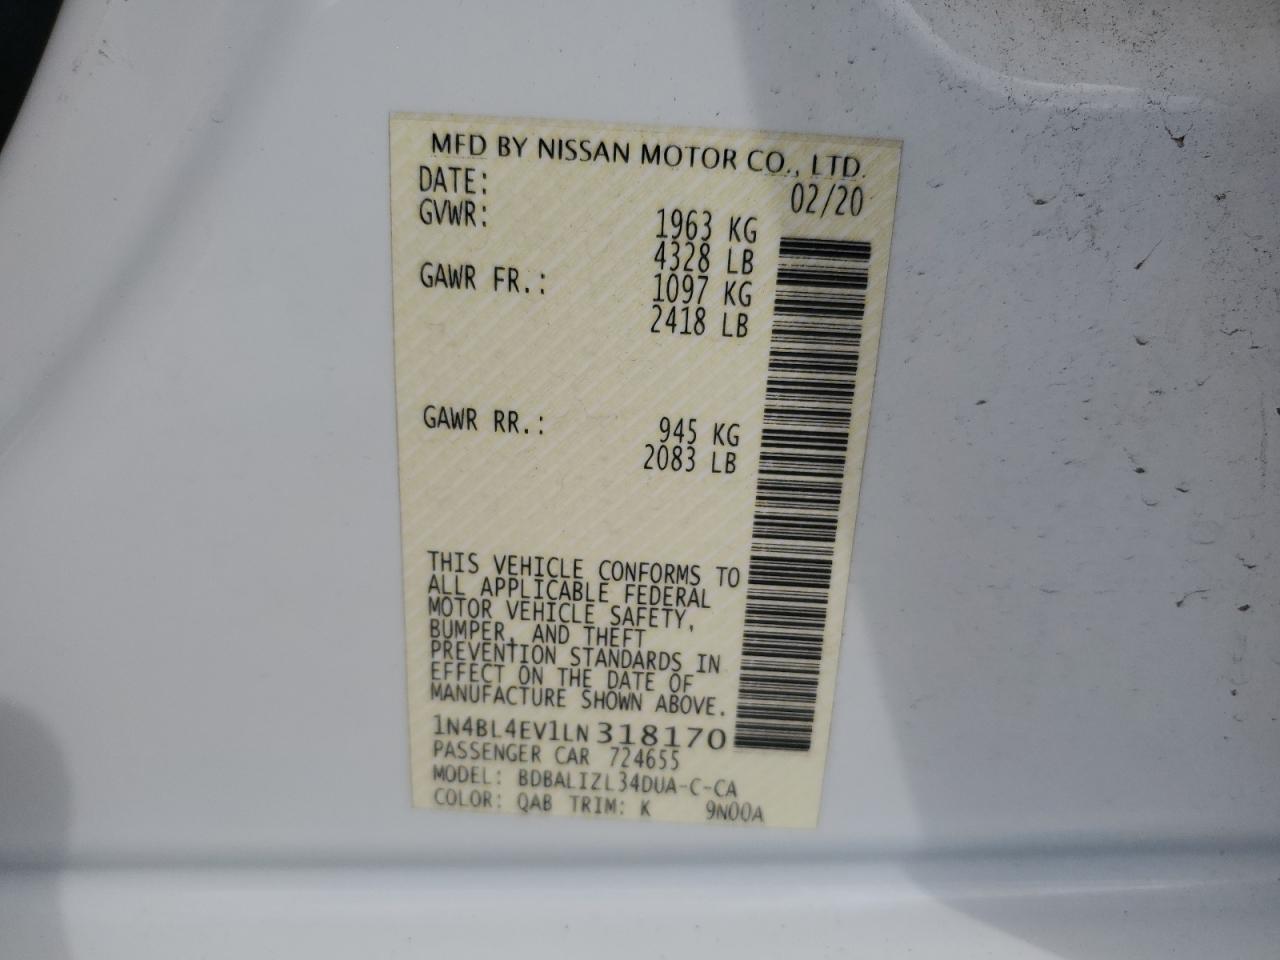 MFD BY NISSAN MOTOR CO., LTD.
DATE: 02/20
GVWR: 1963 KG
4328 LB
GAWR FR.: 1097 KG
2418 LB
GAWR RR.: 945 KG
2083 LB
THIS VEHICLE CONFORMS TO
ALL APPLICABLE FEDERAL
MOTOR VEHICLE SAFETY,
BUMPER, AND THEFT
PREVENTION STANDARDS IN
EFFECT ON THE DATE OF
MANUFACTURE SHOWN ABOVE.
1N4BL4EV1LN318170
PASSENGER CAR 724655
MODEL: BDBALIZL34DUA-C-CA
COLOR: QAB TRIM: K 9N00A